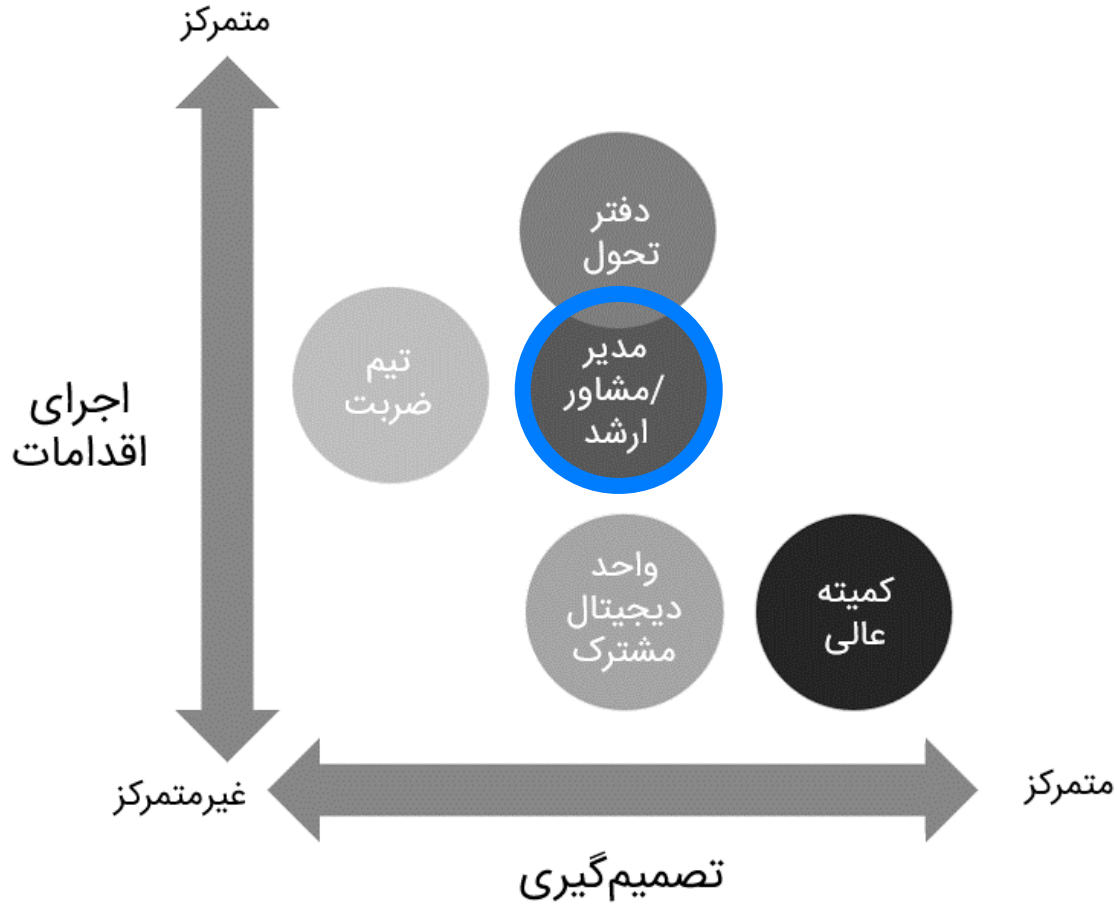 متمرکز
دفتر
تحول
تیم
ضربت
مدیر
/مشاور
ارشد
اجرای
اقدامات
واحد
دیجیتال
مشترک
کمیته
عالی
غیرمتمرکز
متمرکز
تصمیم‌گیری